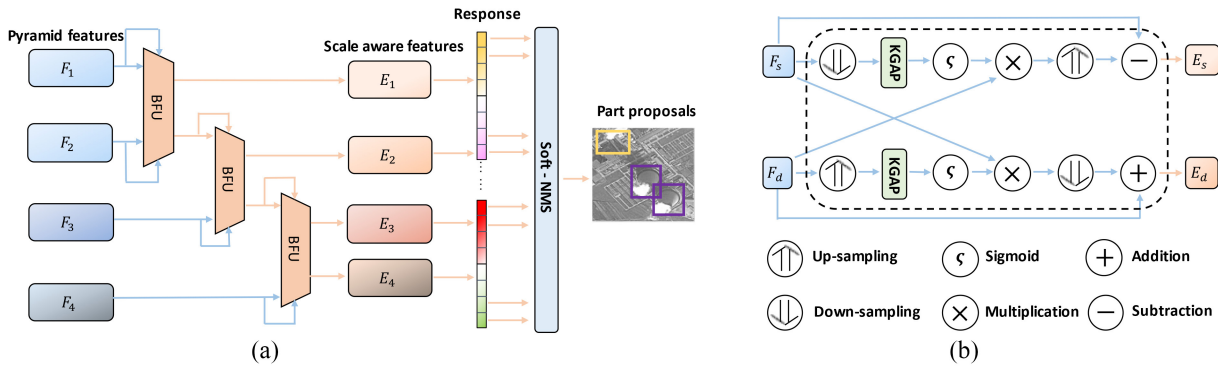 Response
Pyramid features
Scale aware features
F1
BFU
E1
F2
BFU
E2
Part proposals
Soft - NMS
F3
BFU
E3
F4
E4
(a)
Fs
KGAP
ς
×
−
Es
Fd
KGAP
ς
×
+
Ed
Up-sampling
ς
Sigmoid
+
Addition
Down-sampling
×
Multiplication
−
Subtraction
(b)